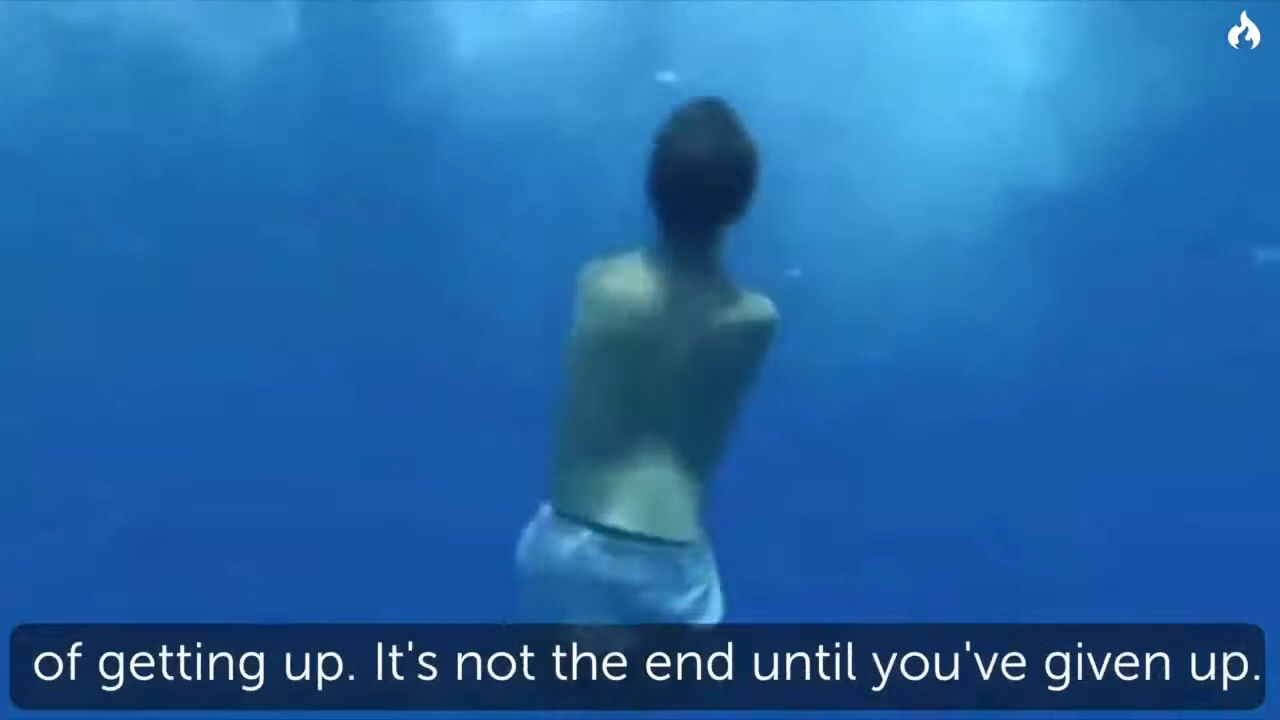 of getting up. It's not the end until you've given up.